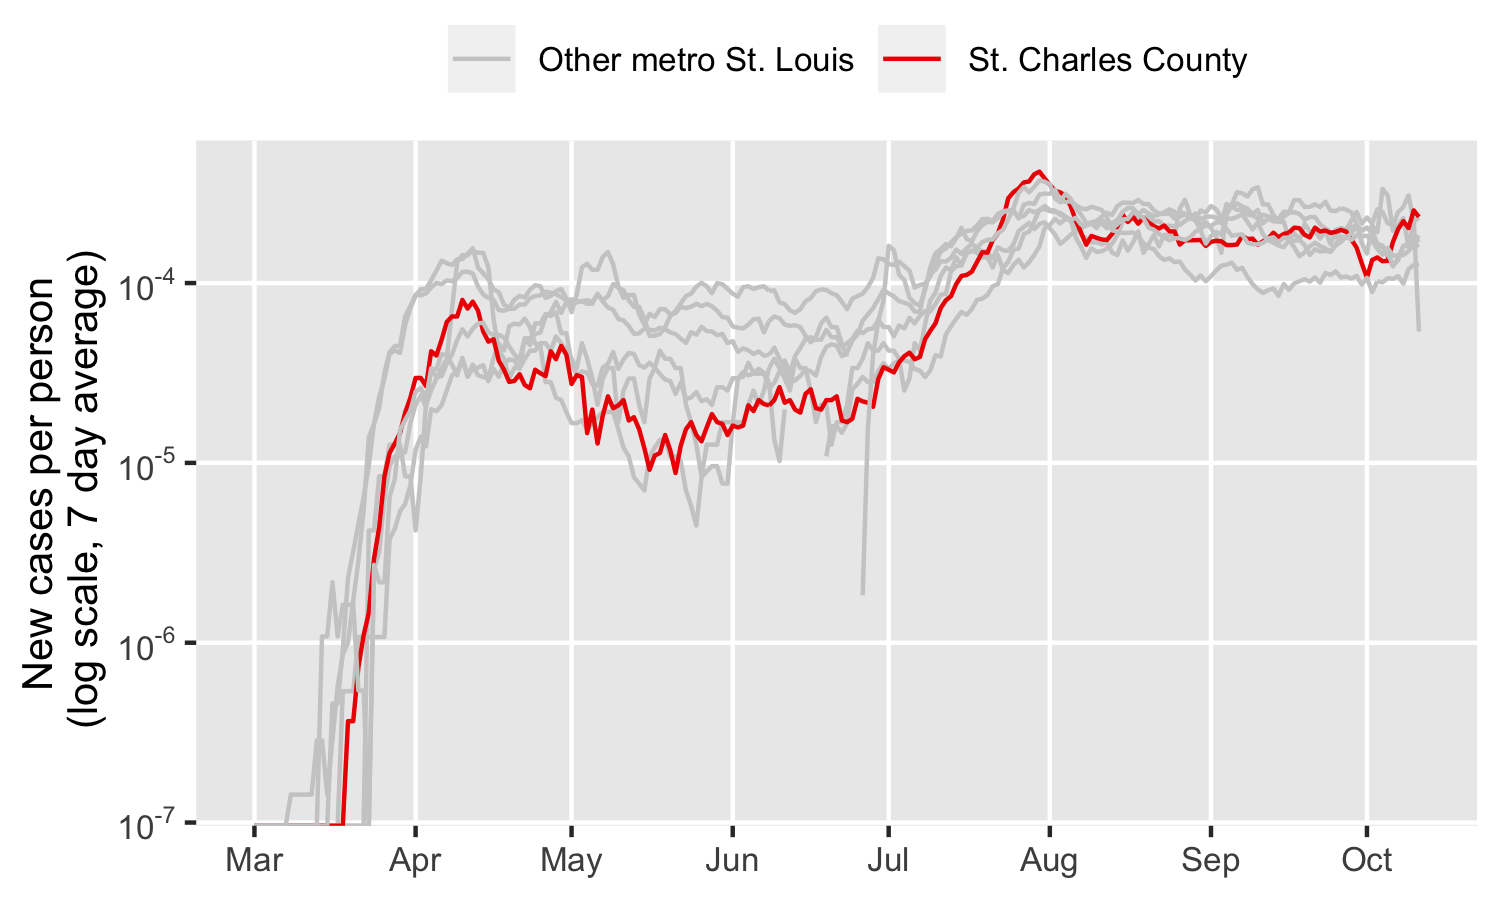 Other metro St. Louis
St. Charles County
New cases per person
(log scale, 7 day average)
10⁻⁴
10⁻⁵
10⁻⁶
10⁻⁷
Mar Apr May Jun Jul Aug Sep Oct